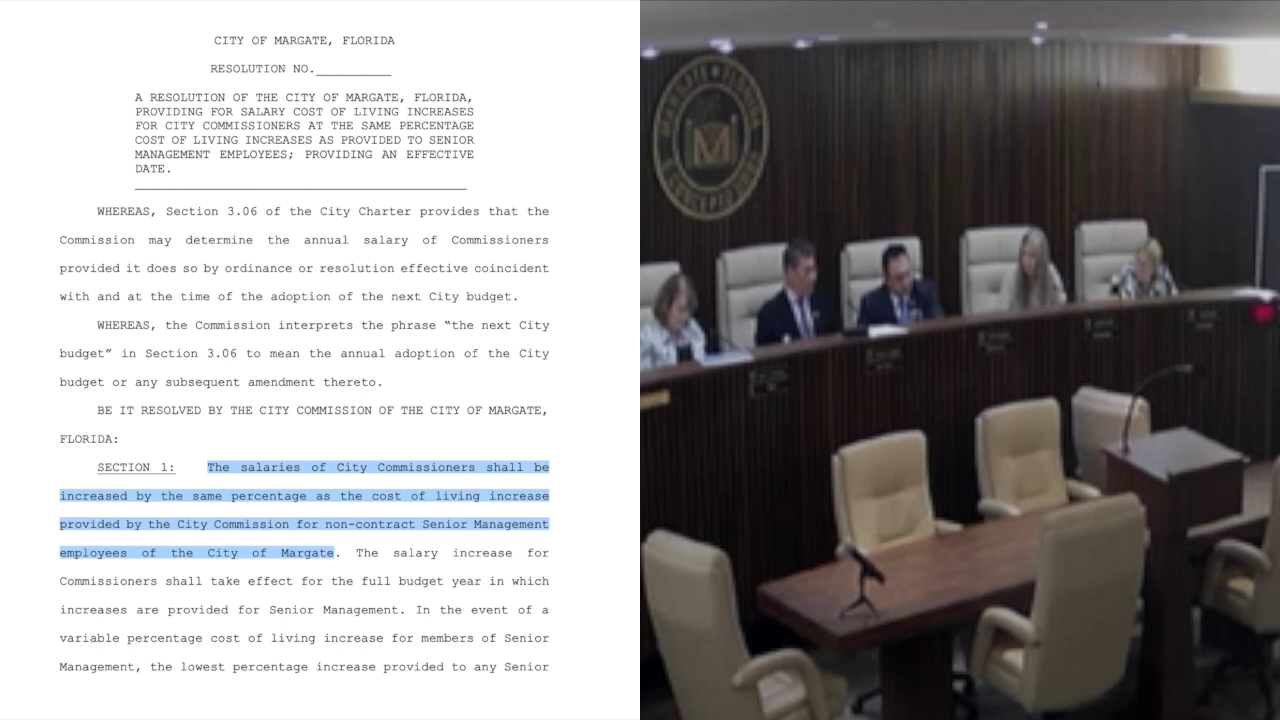 CITY OF MARGATE, FLORIDA
RESOLUTION NO.__________
A RESOLUTION OF THE CITY OF MARGATE, FLORIDA,
PROVIDING FOR SALARY COST OF LIVING INCREASES
FOR CITY COMMISSIONERS AT THE SAME PERCENTAGE
COST OF LIVING INCREASES AS PROVIDED TO SENIOR
MANAGEMENT EMPLOYEES; PROVIDING AN EFFECTIVE
DATE.
WHEREAS, Section 3.06 of the City Charter provides that the
Commission may determine the annual salary of Commissioners
provided it does so by ordinance or resolution effective coincident
with and at the time of the adoption of the next City budget.
WHEREAS, the Commission interprets the phrase “the next City
budget” in Section 3.06 to mean the annual adoption of the City
budget or any subsequent amendment thereto.
BE IT RESOLVED BY THE CITY COMMISSION OF THE CITY OF MARGATE,
FLORIDA:
SECTION 1: The salaries of City Commissioners shall be
increased by the same percentage as the cost of living increase
provided by the City Commission for non-contract Senior Management
employees of the City of Margate. The salary increase for
Commissioners shall take effect for the full budget year in which
increases are provided for Senior Management. In the event of a
variable percentage cost of living increase for members of Senior
Management, the lowest percentage increase provided to any Senior
MARGATE FLORIDA
M